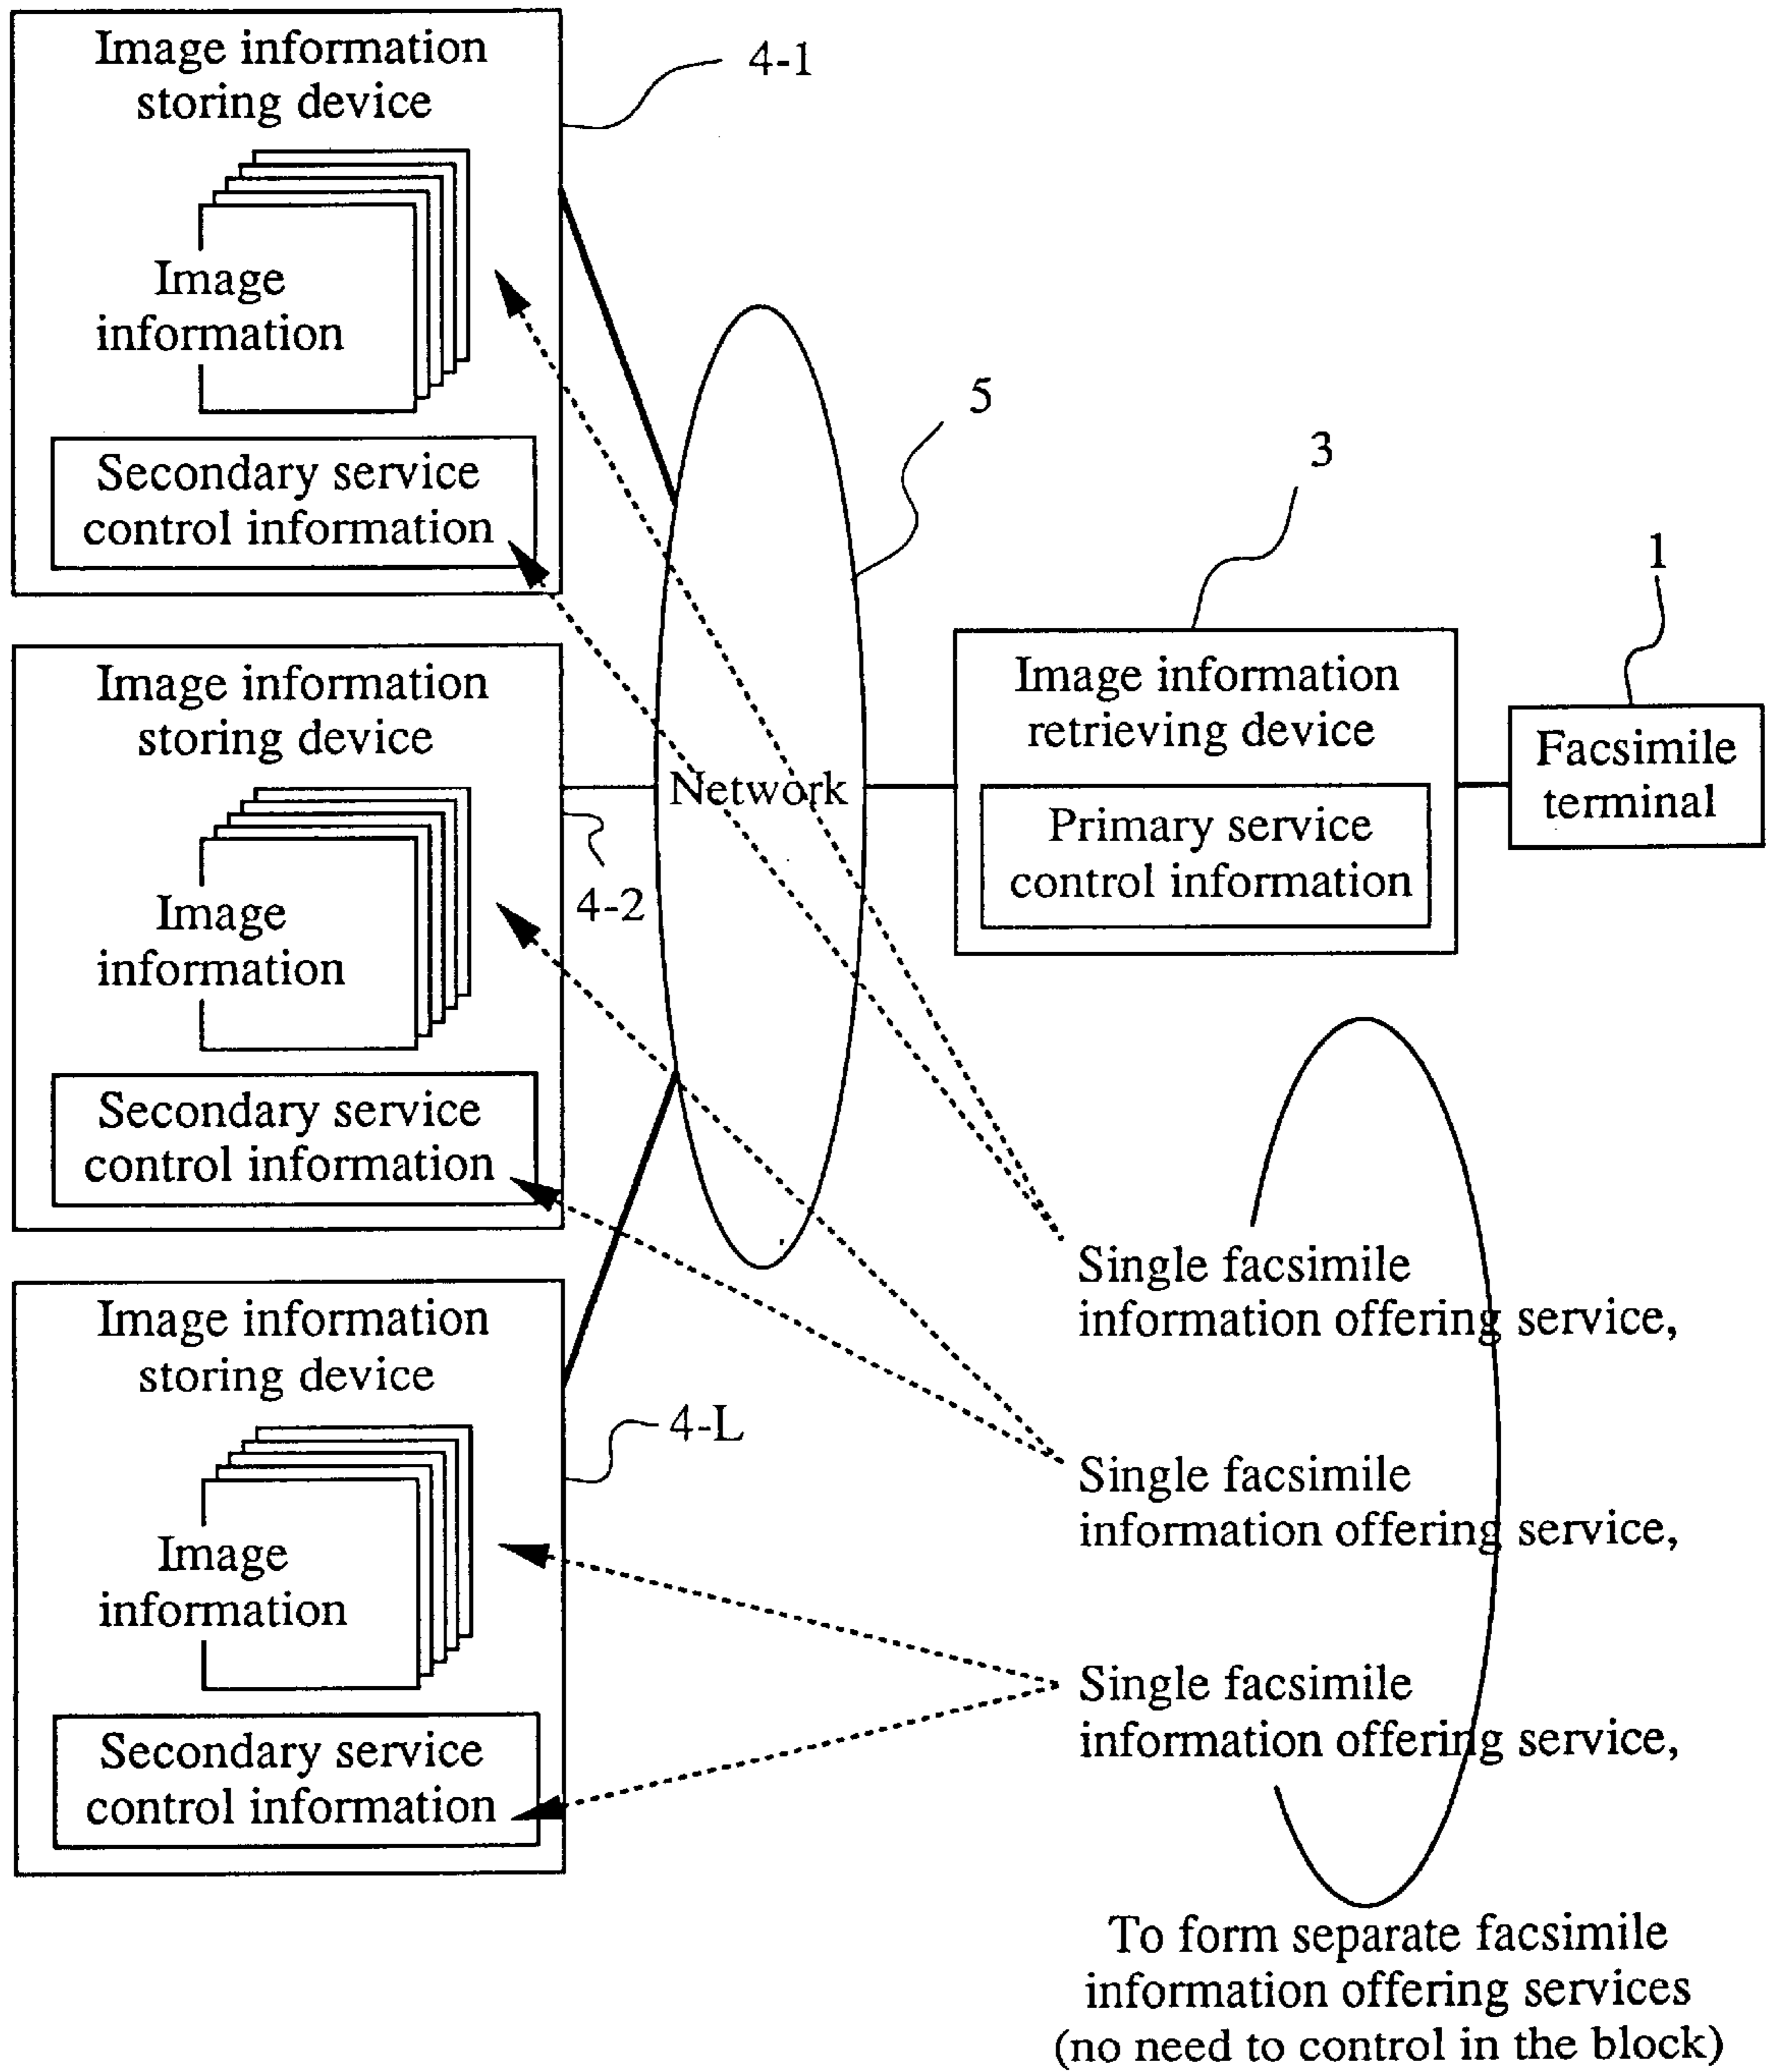 Image information
storing device
4-1
Image
information
Secondary service
control information
5
3
1
Image information
storing device
Image
information
4-2
Secondary service
control information
Network
Image information
retrieving device
Primary service
control information
Facsimile
terminal
Image information
storing device
4-L
Image
information
Secondary service
control information
Single facsimile
information offering service,
Single facsimile
information offering service,
Single facsimile
information offering service,
To form separate facsimile
information offering services
(no need to control in the block)